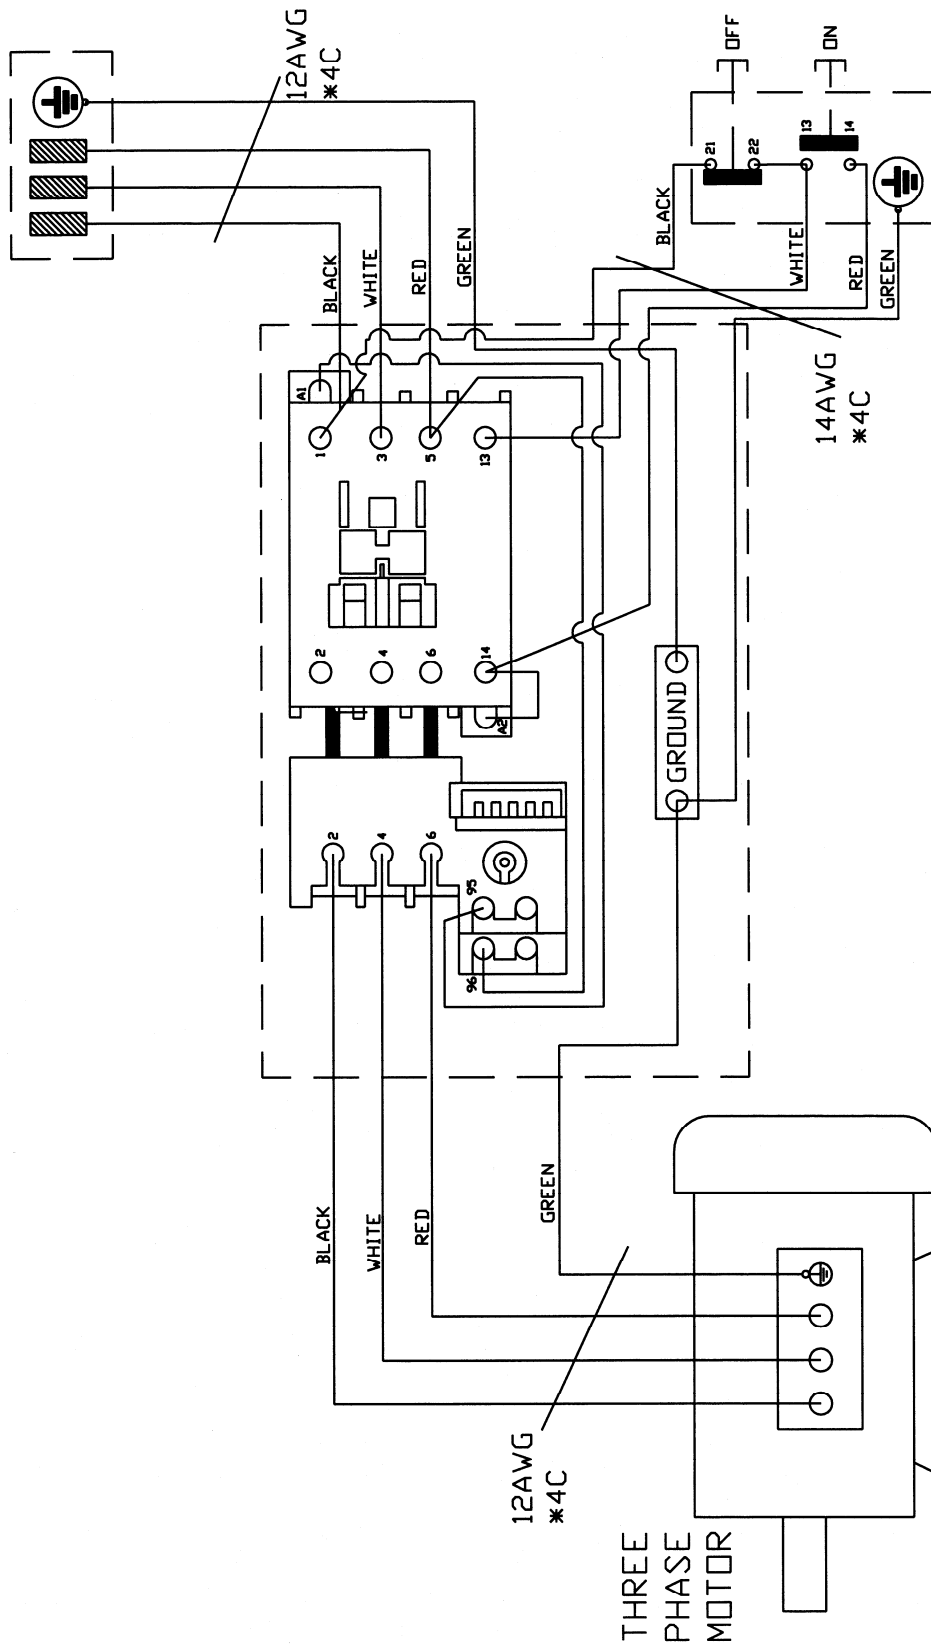 12AWG
*4C
OFF
ON
21
22
13
14
BLACK
WHITE
RED
GREEN
BLACK
WHITE
RED
GREEN
14AWG
*4C
A1
1
3
5
13
2
4
6
14
A2
GROUND
2
4
6
95
96
BLACK
WHITE
RED
GREEN
12AWG
*4C
THREE
PHASE
MOTOR